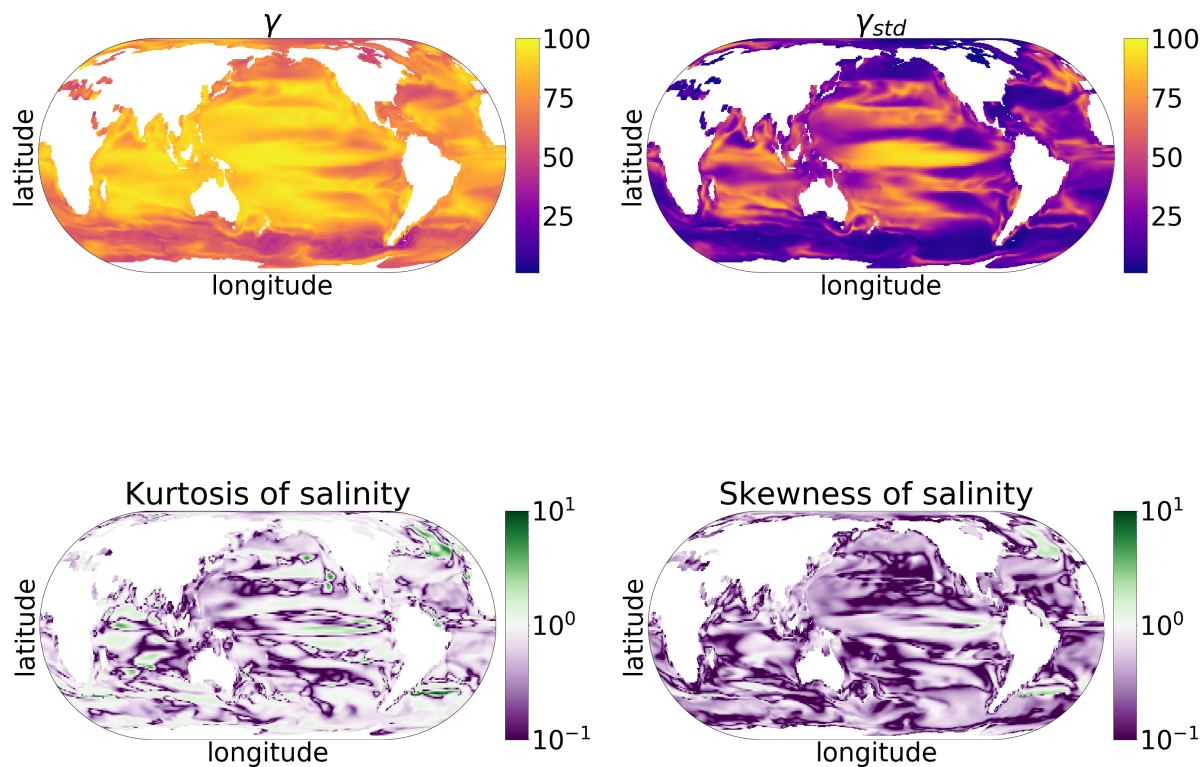 γ
γstd
100
75
50
25
latitude
longitude
100
75
50
25
latitude
longitude
Kurtosis of salinity
Skewness of salinity
10¹
10⁰
10⁻¹
latitude
longitude
10¹
10⁰
10⁻¹
latitude
longitude